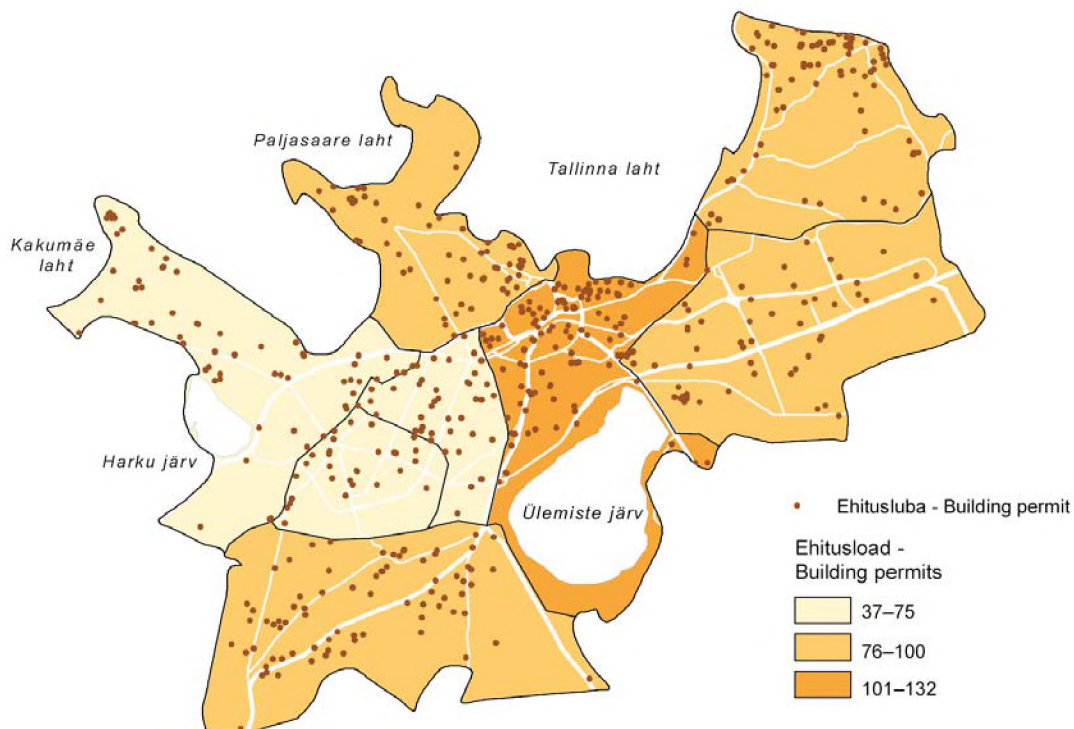 Paljasaare laht
Tallinna laht
Kakumäe
laht
Harku järv
Ülemiste järv
Ehitusluba - Building permit
Ehitusload -
Building permits
37–75
76–100
101–132